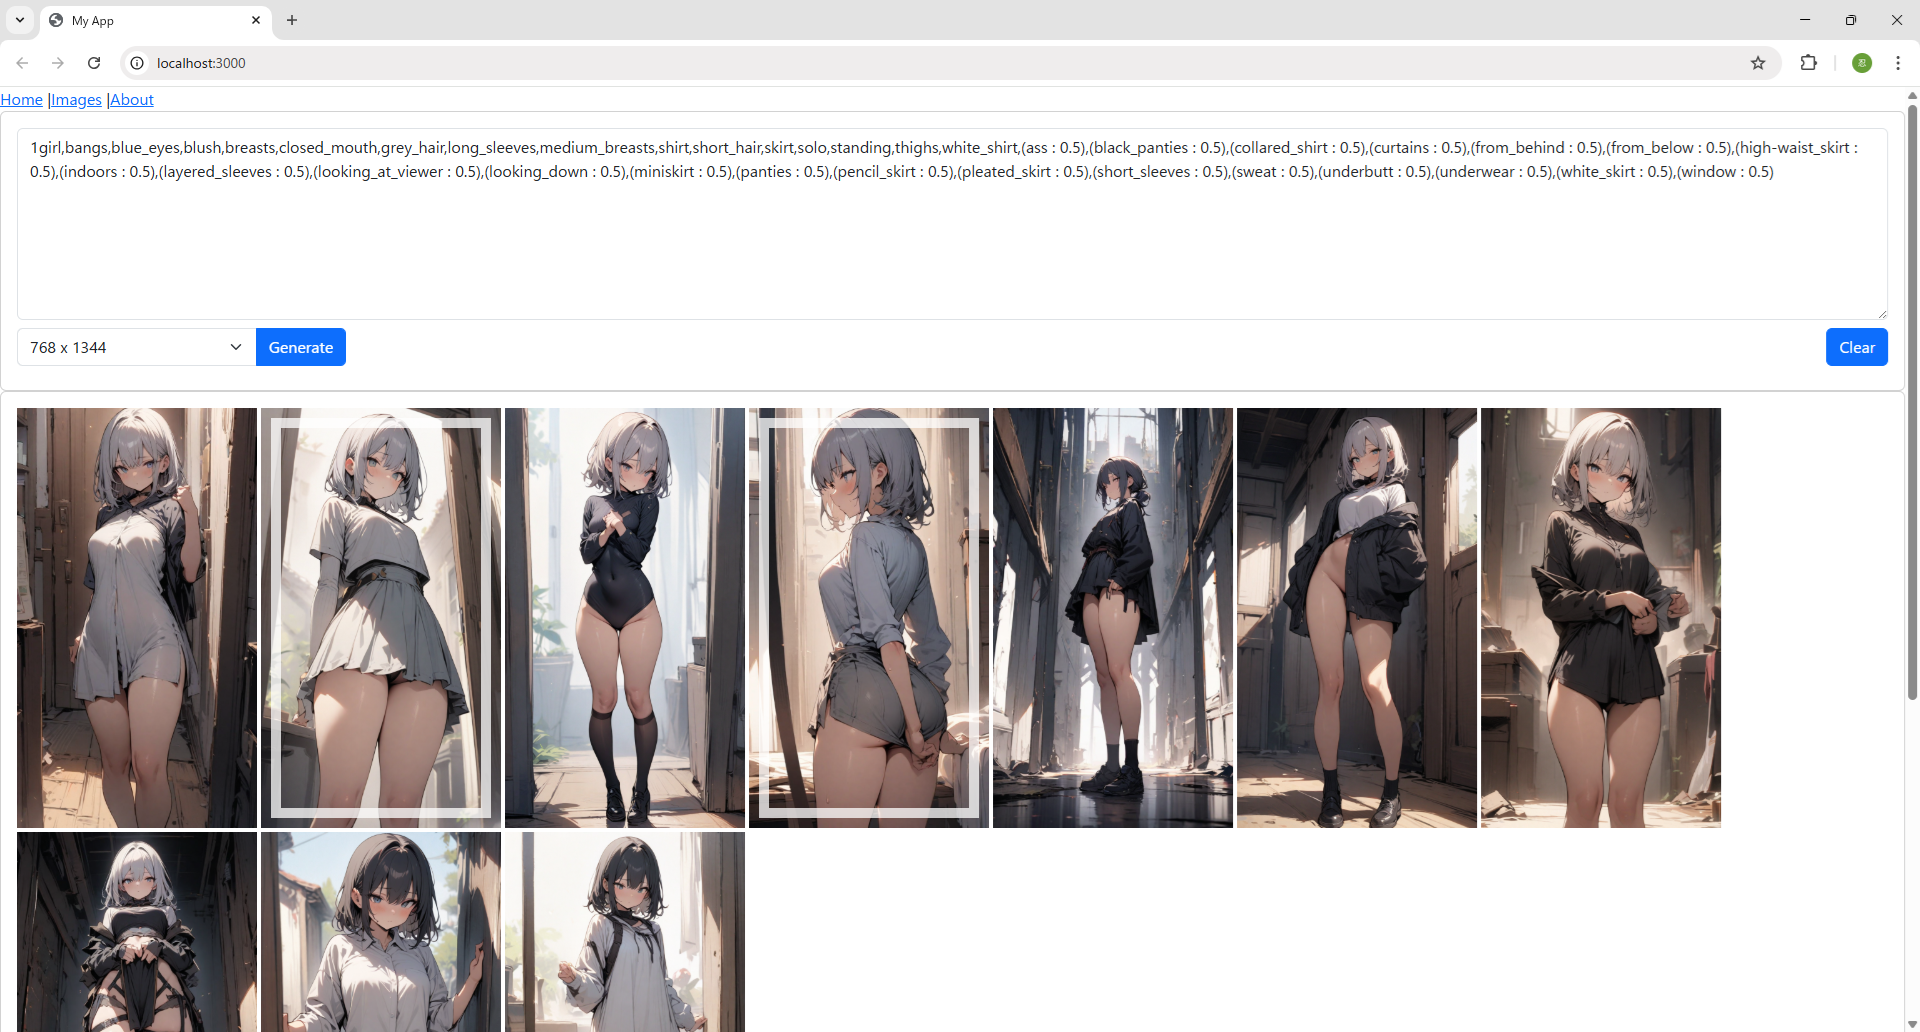 My App
localhost:3000
Home |Images |About
1girl,bangs,blue_eyes,blush,breasts,closed_mouth,grey_hair,long_sleeves,medium_breasts,shirt,short_hair,skirt,solo,standing,thighs,white_shirt,(ass : 0.5),(black_panties : 0.5),(collared_shirt : 0.5),(curtains : 0.5),(from_behind : 0.5),(from_below : 0.5),(high-waist_skirt :
0.5),(indoors : 0.5),(layered_sleeves : 0.5),(looking_at_viewer : 0.5),(looking_down : 0.5),(miniskirt : 0.5),(panties : 0.5),(pencil_skirt : 0.5),(pleated_skirt : 0.5),(short_sleeves : 0.5),(sweat : 0.5),(underbutt : 0.5),(underwear : 0.5),(white_skirt : 0.5),(window : 0.5)
768 x 1344
Generate
Clear